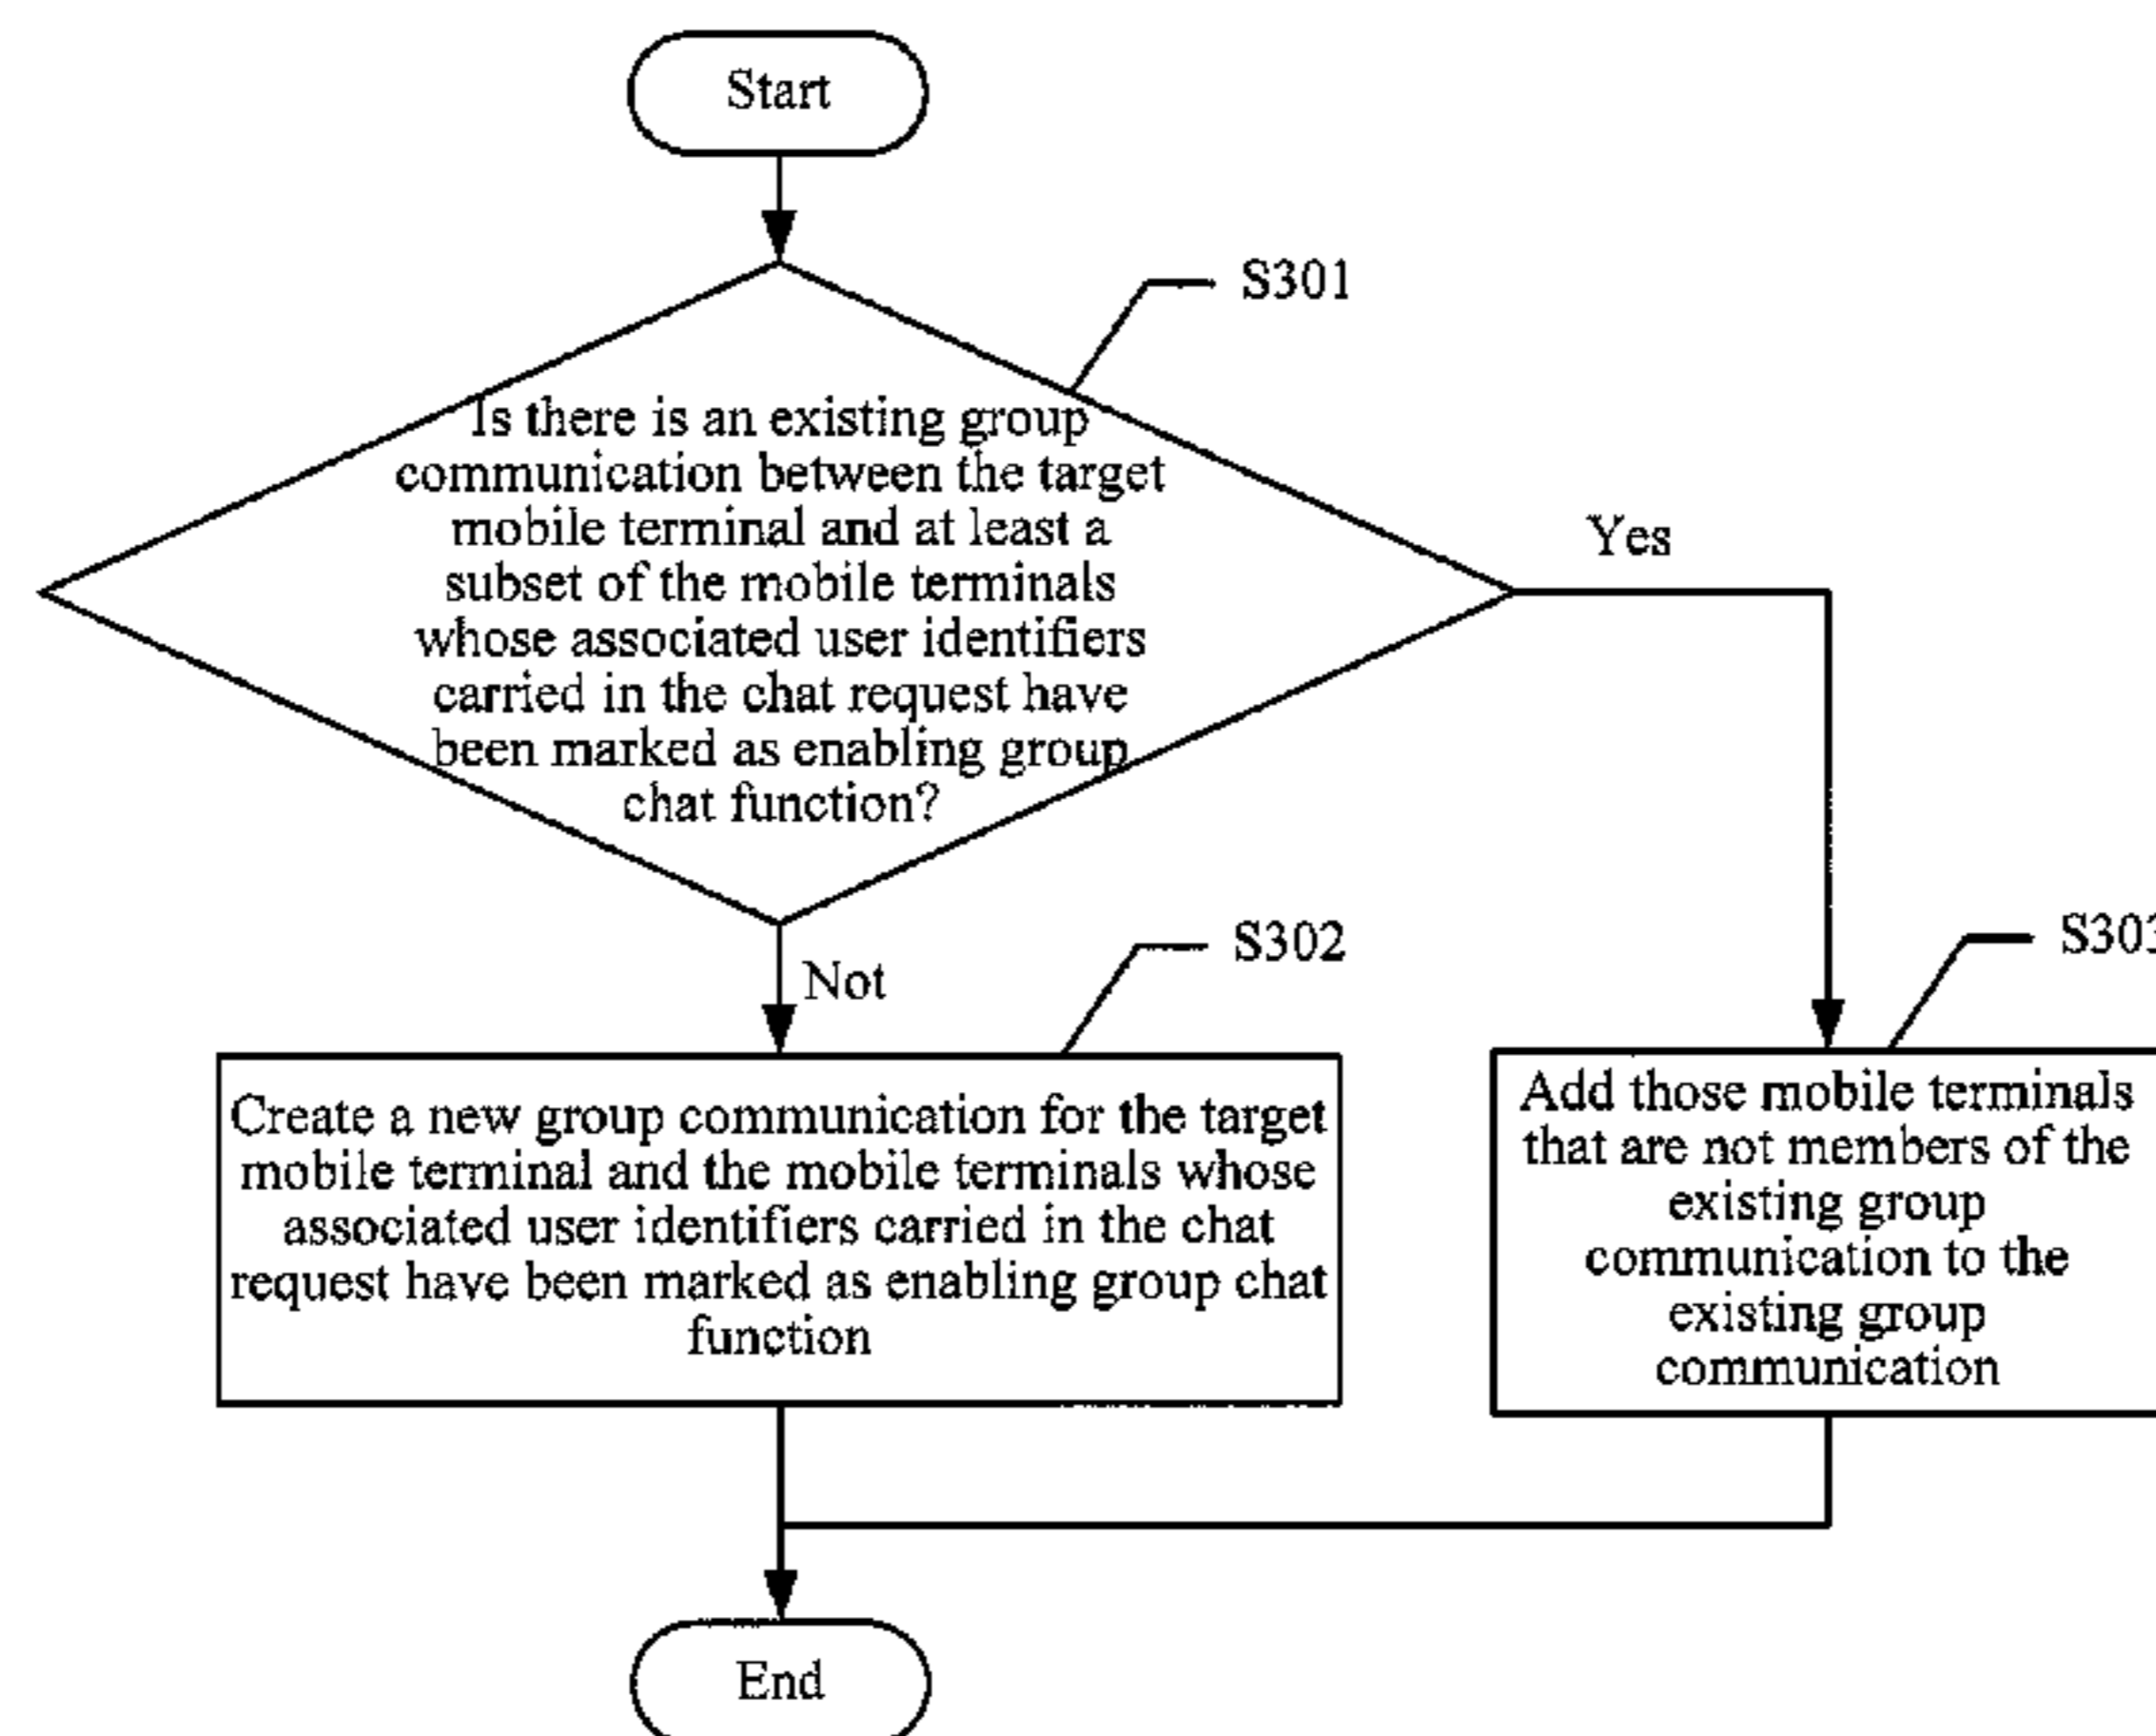 Start
S301
Is there is an existing group
communication between the target
mobile terminal and at least a
subset of the mobile terminals
whose associated user identifiers
carried in the chat request have
been marked as enabling group
chat function?
Yes
Not
S302
Create a new group communication for the target
mobile terminal and the mobile terminals whose
associated user identifiers carried in the chat
request have been marked as enabling group chat
function
S303
Add those mobile terminals
that are not members of the
existing group
communication to the
existing group
communication
End